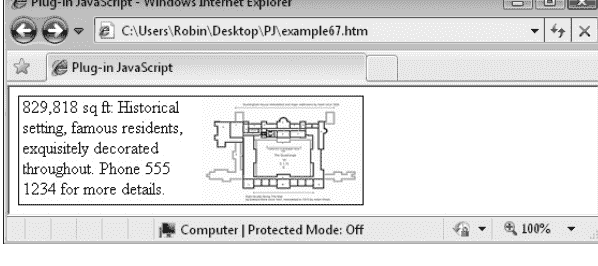 Plug-in JavaScript - Windows Internet Explorer
C:\Users\Robin\Desktop\PJ\example67.htm
Plug-in JavaScript
829,818 sq ft: Historical
setting, famous residents,
exquisitely decorated
throughout. Phone 555
1234 for more details.
Computer | Protected Mode: Off
100%